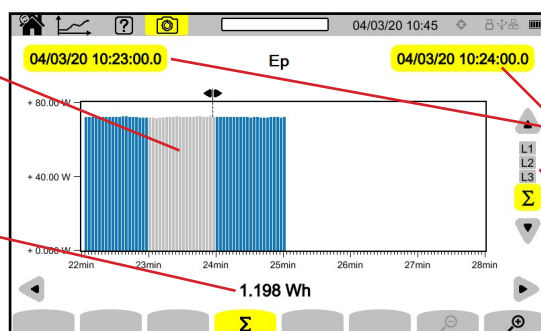 ?
04/03/20 10:45
04/03/20 10:23:00.0
Ep
04/03/20 10:24:00.0
+ 80.00 W
+ 40.00 W
+ 0.000 W
22min 23min 24min 25min 26min 27min 28min
L1
L2
L3
Σ
1.198 Wh
Σ